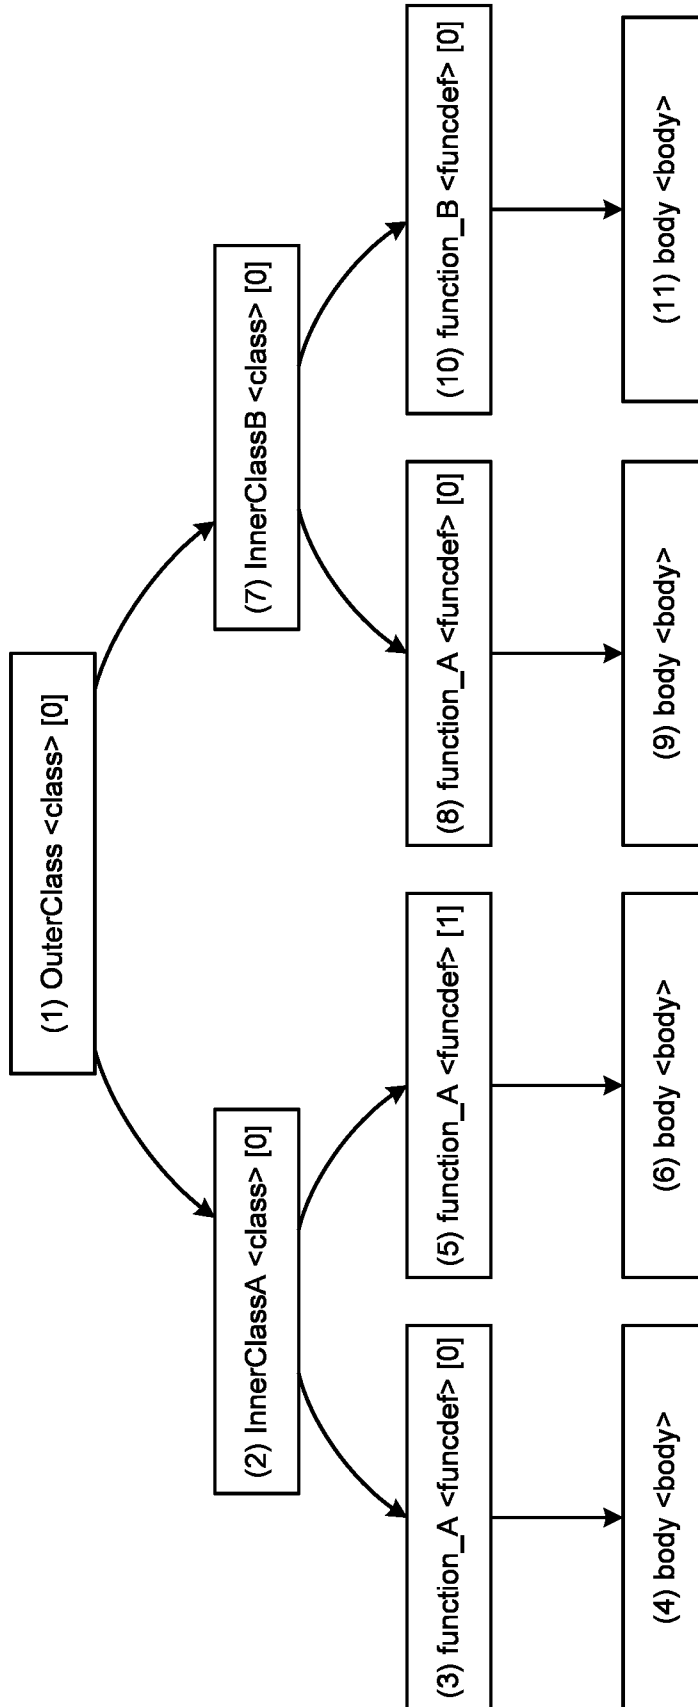 (1) OuterClass <class> [0]
(2) InnerClassA <class> [0]
(7) InnerClassB <class> [0]
(3) function_A <funcdef> [0]
(5) function_A <funcdef> [1]
(8) function_A <funcdef> [0]
(10) function_B <funcdef> [0]
(4) body <body>
(6) body <body>
(9) body <body>
(11) body <body>